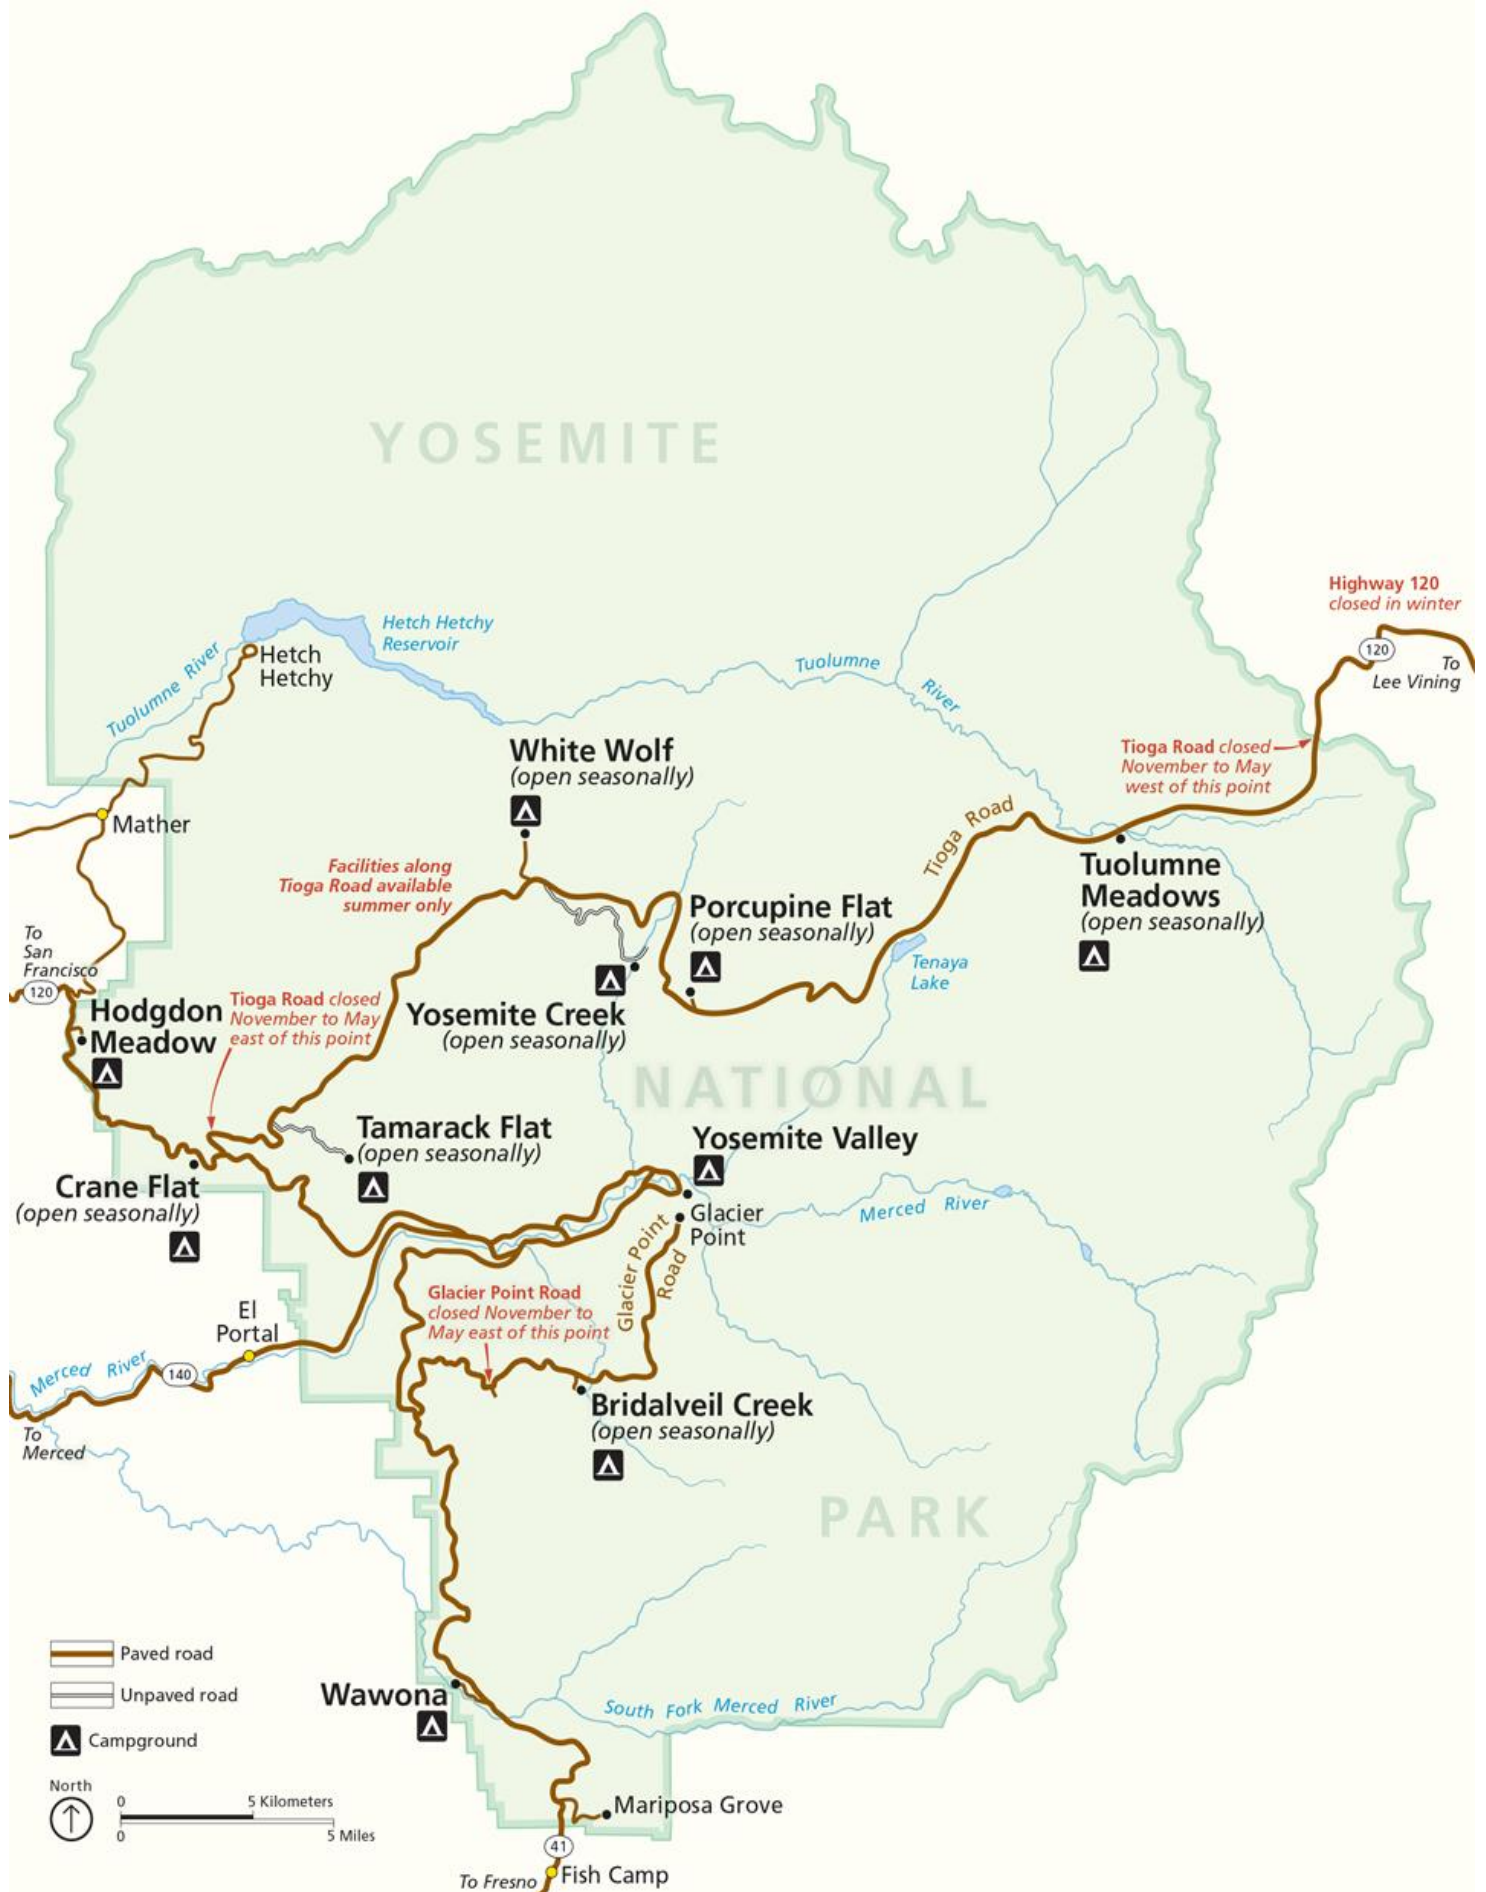 YOSEMITE
Highway 120
closed in winter
120
To
Lee Vining
Hetch Hetchy
Reservoir
Tuolumne River
Hetch
Hetchy
Tuolumne
River
White Wolf
(open seasonally)
Tioga Road closed
November to May
west of this point
Mather
Tioga Road
Facilities along
Tioga Road available
summer only
Tuolumne
Meadows
(open seasonally)
Porcupine Flat
(open seasonally)
To
San
Francisco
120
Tenaya
Lake
Hodgdon
Meadow
Tioga Road closed
November to May
east of this point
Yosemite Creek
(open seasonally)
NATIONAL
Tamarack Flat
(open seasonally)
Yosemite Valley
Crane Flat
(open seasonally)
Merced River
Glacier
Point
Glacier Point
Road
Glacier Point Road
closed November to
May east of this point
El
Portal
Merced River
140
To
Merced
Bridalveil Creek
(open seasonally)
PARK
Paved road
Unpaved road
Campground
Wawona
South Fork Merced River
North
0
5 Kilometers
0
5 Miles
Mariposa Grove
41
To Fresno
Fish Camp